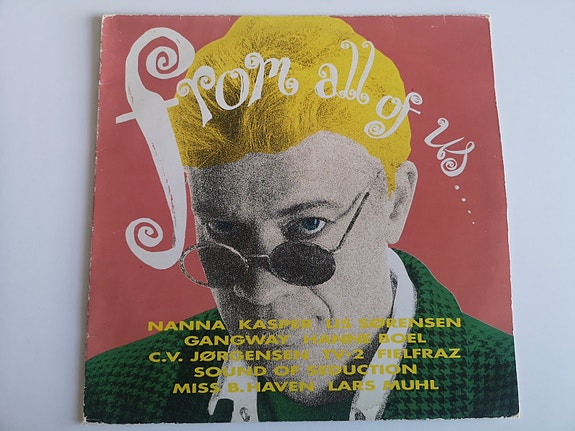 from all of us....
NANNA KASPER LIS SØRENSEN
GANGWAY HANNE BOEL
C.V. JØRGENSEN TV-2 FIELFRAZ
SOUND OF SEDUCTION
MISS B. HAVEN LARS MUHL